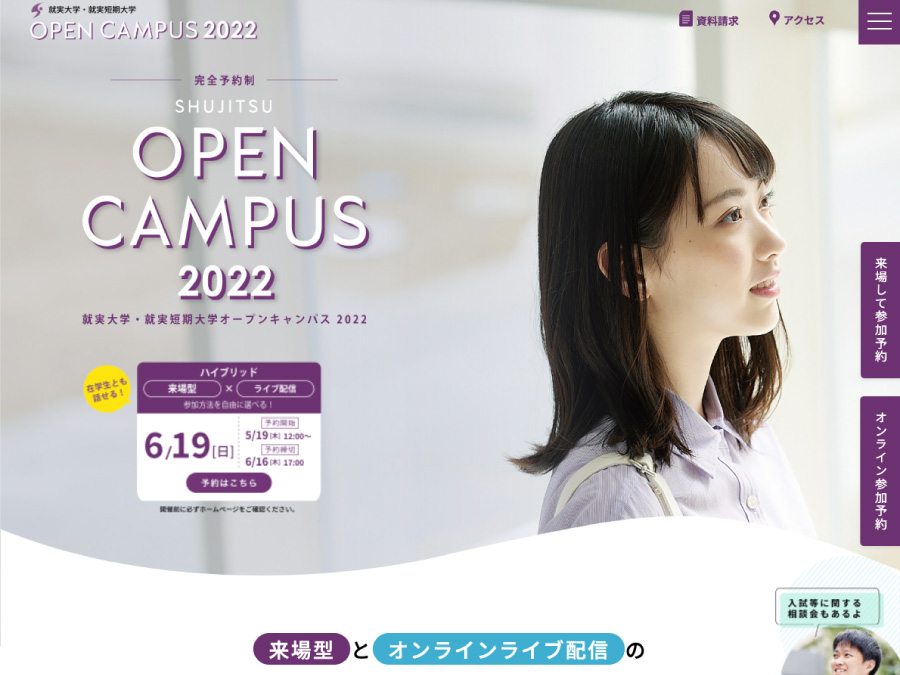 就実大学・就実短期大学
OPEN CAMPUS 2022
資料請求
アクセス
完全予約制
SHUJITSU
OPEN
CAMPUS
2022
就実大学・就実短期大学オープンキャンパス 2022
在学生とも
話せる！
ハイブリッド
来場型 × ライブ配信
参加方法を自由に選べる！
6/19[日]
予約開始
5/19[木] 12:00〜
予約締切
6/16[木] 17:00
予約はこちら
開催前に必ずホームページをご確認ください。
来場して参加予約
オンライン参加予約
入試等に関する
相談会もあるよ
来場型 と オンラインライブ配信 の